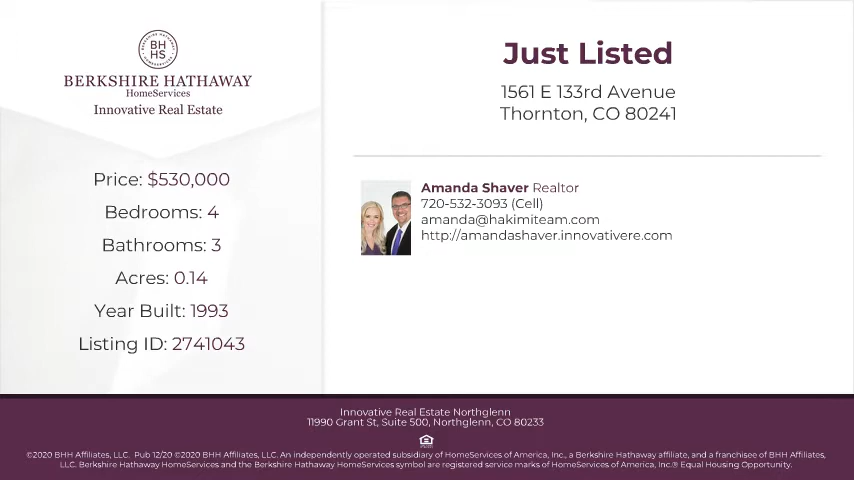 BERKSHIRE HATHAWAY · HOMESERVICES
BH
HS
BERKSHIRE HATHAWAY
HomeServices
Innovative Real Estate
Price: $530,000
Bedrooms: 4
Bathrooms: 3
Acres: 0.14
Year Built: 1993
Listing ID: 2741043
Just Listed
1561 E 133rd Avenue
Thornton, CO 80241
Amanda Shaver Realtor
720-532-3093 (Cell)
amanda@hakimiteam.com
http://amandashaver.innovativere.com
Innovative Real Estate Northglenn
11990 Grant St, Suite 500, Northglenn, CO 80233
©2020 BHH Affiliates, LLC. Pub 12/20 ©2020 BHH Affiliates, LLC. An independently operated subsidiary of HomeServices of America, Inc., a Berkshire Hathaway affiliate, and a franchisee of BHH Affiliates,
LLC. Berkshire Hathaway HomeServices and the Berkshire Hathaway HomeServices symbol are registered service marks of HomeServices of America, Inc.® Equal Housing Opportunity.